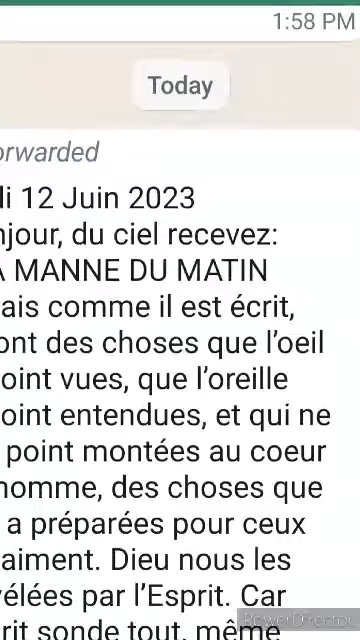 1:58 PM
Today
orwarded
di 12 Juin 2023
njour, du ciel recevez:
A MANNE DU MATIN
ais comme il est écrit,
ont des choses que l’oeil
oint vues, que l’oreille
oint entendues, et qui ne
point montées au coeur
homme, des choses que
a préparées pour ceux
aiment. Dieu nous les
vélées par l’Esprit. Car
rit sonde tout, même
PowerDirector